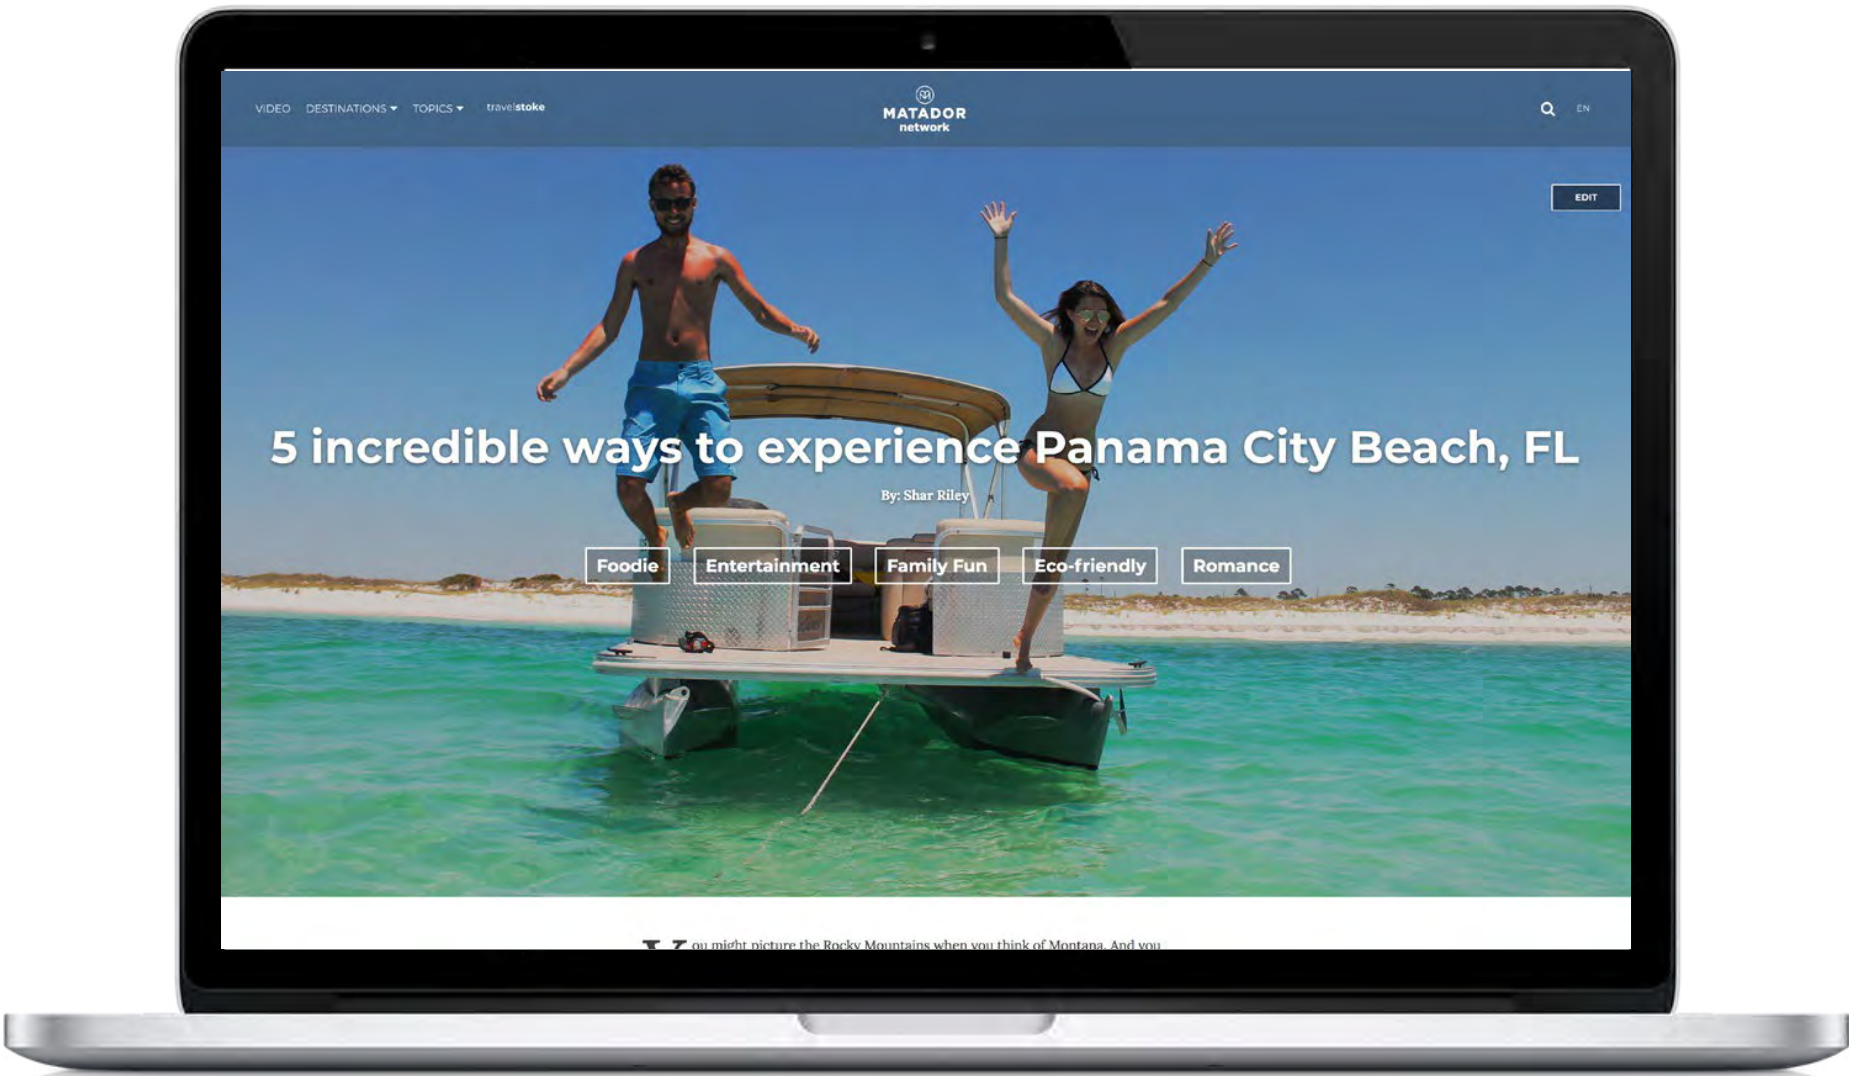 VIDEO DESTINATIONS TOPICS travelstoke
MATADOR
network
EN
EDIT
5 incredible ways to experience Panama City Beach, FL
By: Shar Riley
Foodie Entertainment Family Fun Eco-friendly Romance
You might picture the Rocky Mountains when you think of Montana. And you